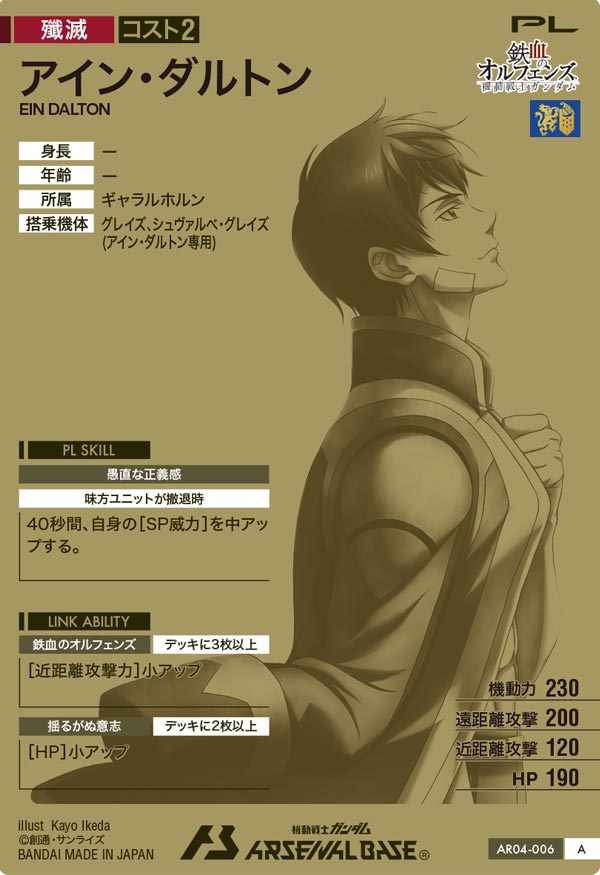 殲滅 コスト2
PL
アイン・ダルトン
EIN DALTON
鉄血の
オルフェンズ
機動戦士ガンダム
身長 ー
年齢 ー
所属 ギャラルホルン
搭乗機体 グレイズ、シュヴァルベ・グレイズ
(アイン・ダルトン専用)
PL SKILL
愚直な正義感
味方ユニットが撤退時
40秒間、自身の[SP威力]を中アッ
プする。
LINK ABILITY
鉄血のオルフェンズ デッキに3枚以上
[近距離攻撃力]小アップ
揺るがぬ意志 デッキに2枚以上
[HP]小アップ
機動力 230
遠距離攻撃 200
近距離攻撃 120
HP 190
illust Kayo Ikeda
©創通・サンライズ
BANDAI MADE IN JAPAN
機動戦士ガンダム
AB ARSENAL BASE®
AR04-006 A